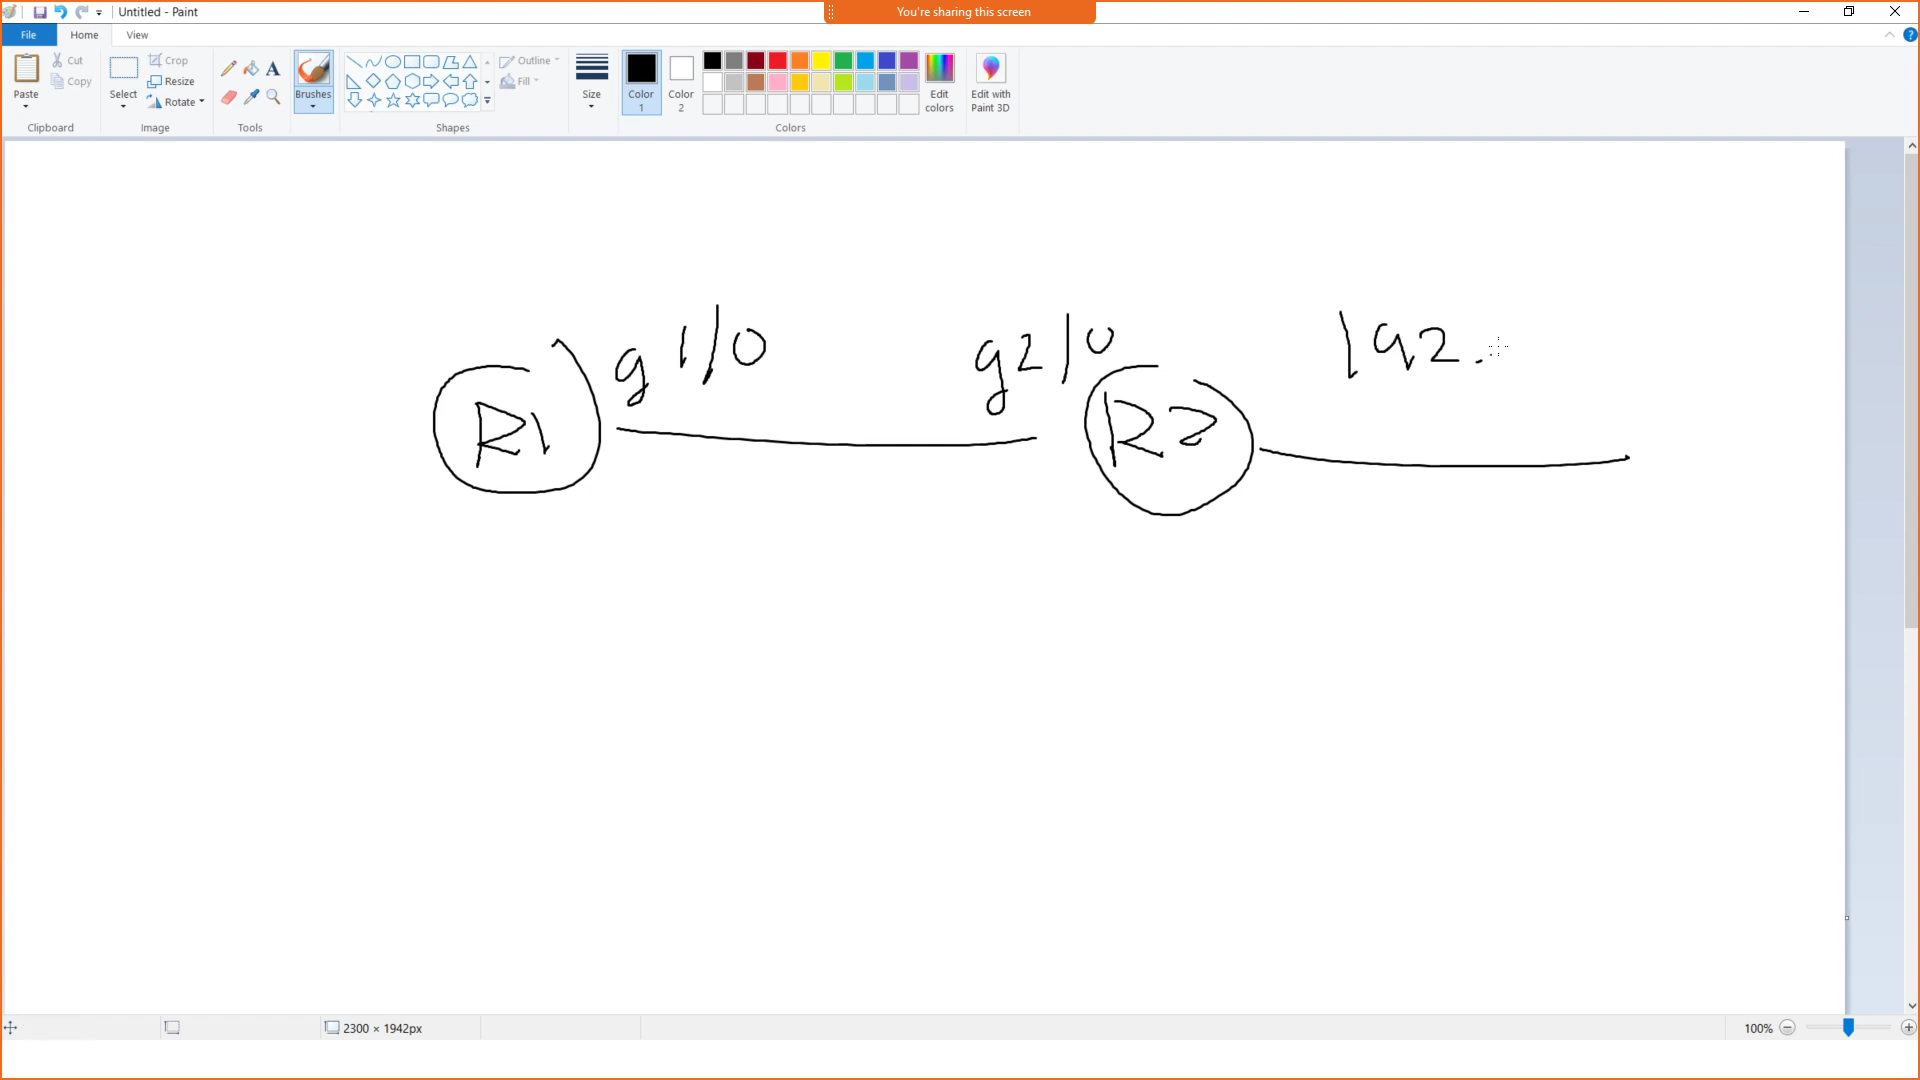 Untitled - Paint
You're sharing this screen
File Home View
Paste
Cut
Copy
Clipboard
Select
Crop
Resize
Rotate
Image
Tools
Brushes
Shapes
Outline
Fill
Size
Color 1
Color 2
Colors
Edit colors
Edit with Paint 3D
g1/0
g2/0
192.
R1
R2
2300 × 1942px
100%